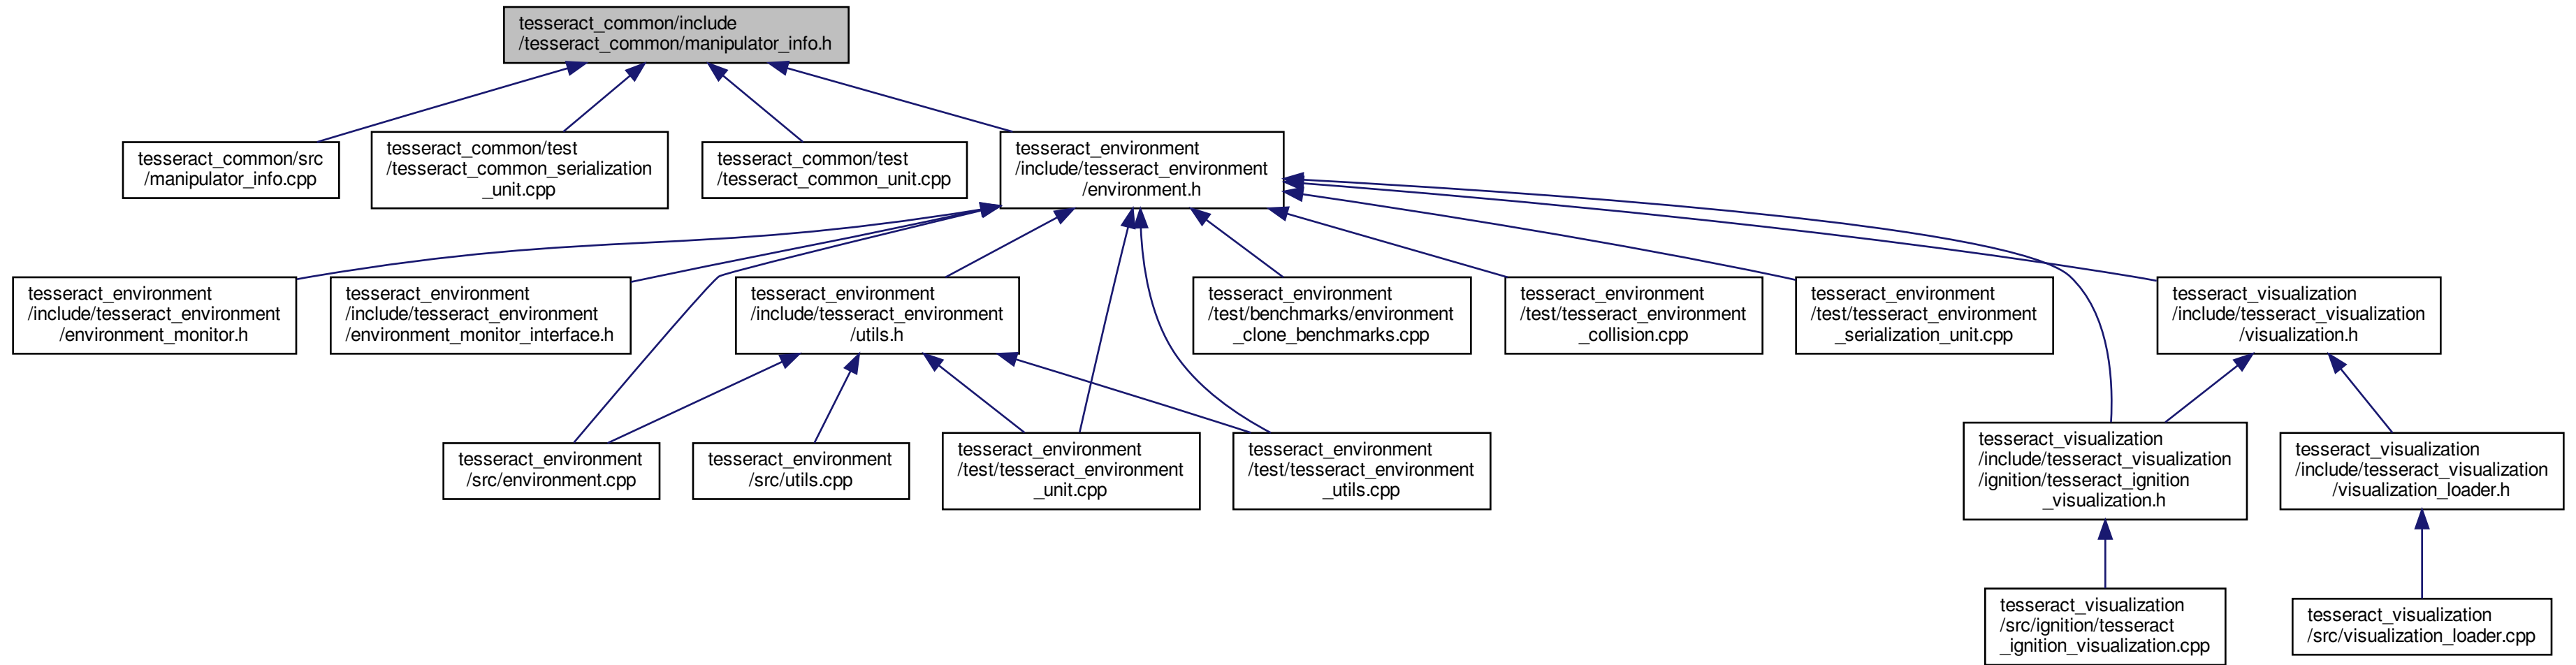 tesseract_common/include
/tesseract_common/manipulator_info.h
tesseract_common/src
/manipulator_info.cpp
tesseract_common/test
/tesseract_common_serialization
_unit.cpp
tesseract_common/test
/tesseract_common_unit.cpp
tesseract_environment
/include/tesseract_environment
/environment.h
tesseract_environment
/include/tesseract_environment
/environment_monitor.h
tesseract_environment
/include/tesseract_environment
/environment_monitor_interface.h
tesseract_environment
/include/tesseract_environment
/utils.h
tesseract_environment
/test/benchmarks/environment
_clone_benchmarks.cpp
tesseract_environment
/test/tesseract_environment
_collision.cpp
tesseract_environment
/test/tesseract_environment
_serialization_unit.cpp
tesseract_visualization
/include/tesseract_visualization
/visualization.h
tesseract_environment
/src/environment.cpp
tesseract_environment
/src/utils.cpp
tesseract_environment
/test/tesseract_environment
_unit.cpp
tesseract_environment
/test/tesseract_environment
_utils.cpp
tesseract_visualization
/include/tesseract_visualization
/ignition/tesseract_ignition
_visualization.h
tesseract_visualization
/include/tesseract_visualization
/visualization_loader.h
tesseract_visualization
/src/ignition/tesseract
_ignition_visualization.cpp
tesseract_visualization
/src/visualization_loader.cpp